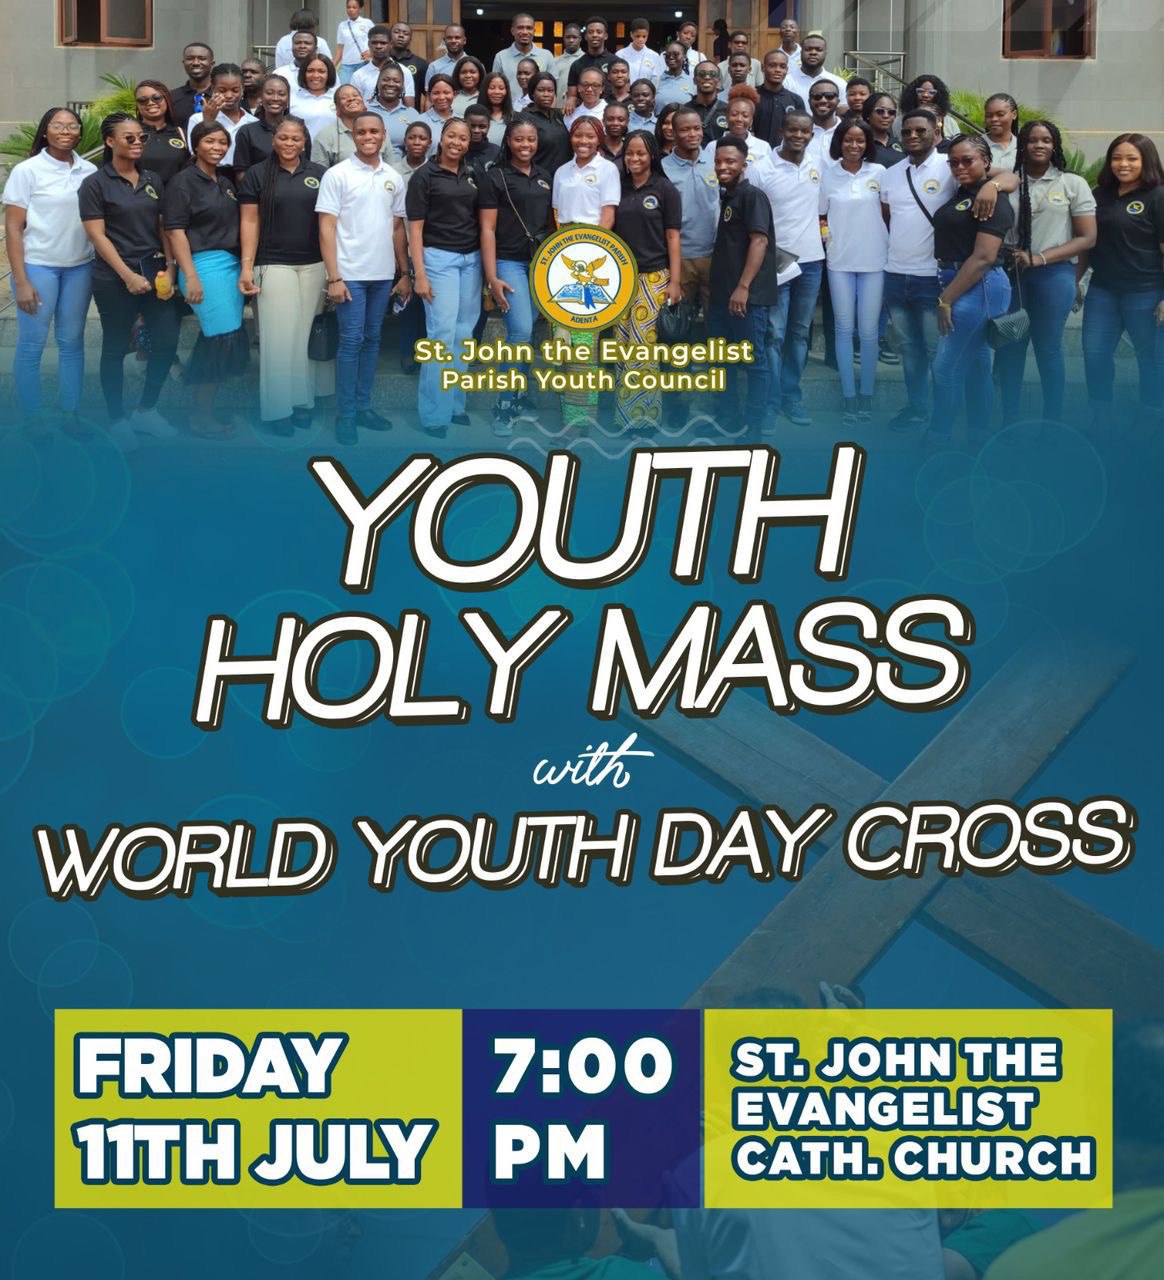 ST. JOHN THE EVANGELIST PARISH
ADENTA
St. John the Evangelist
Parish Youth Council
YOUTH
HOLY MASS
with
WORLD YOUTH DAY CROSS
FRIDAY
11TH JULY
7:00
PM
ST. JOHN THE
EVANGELIST
CATH. CHURCH